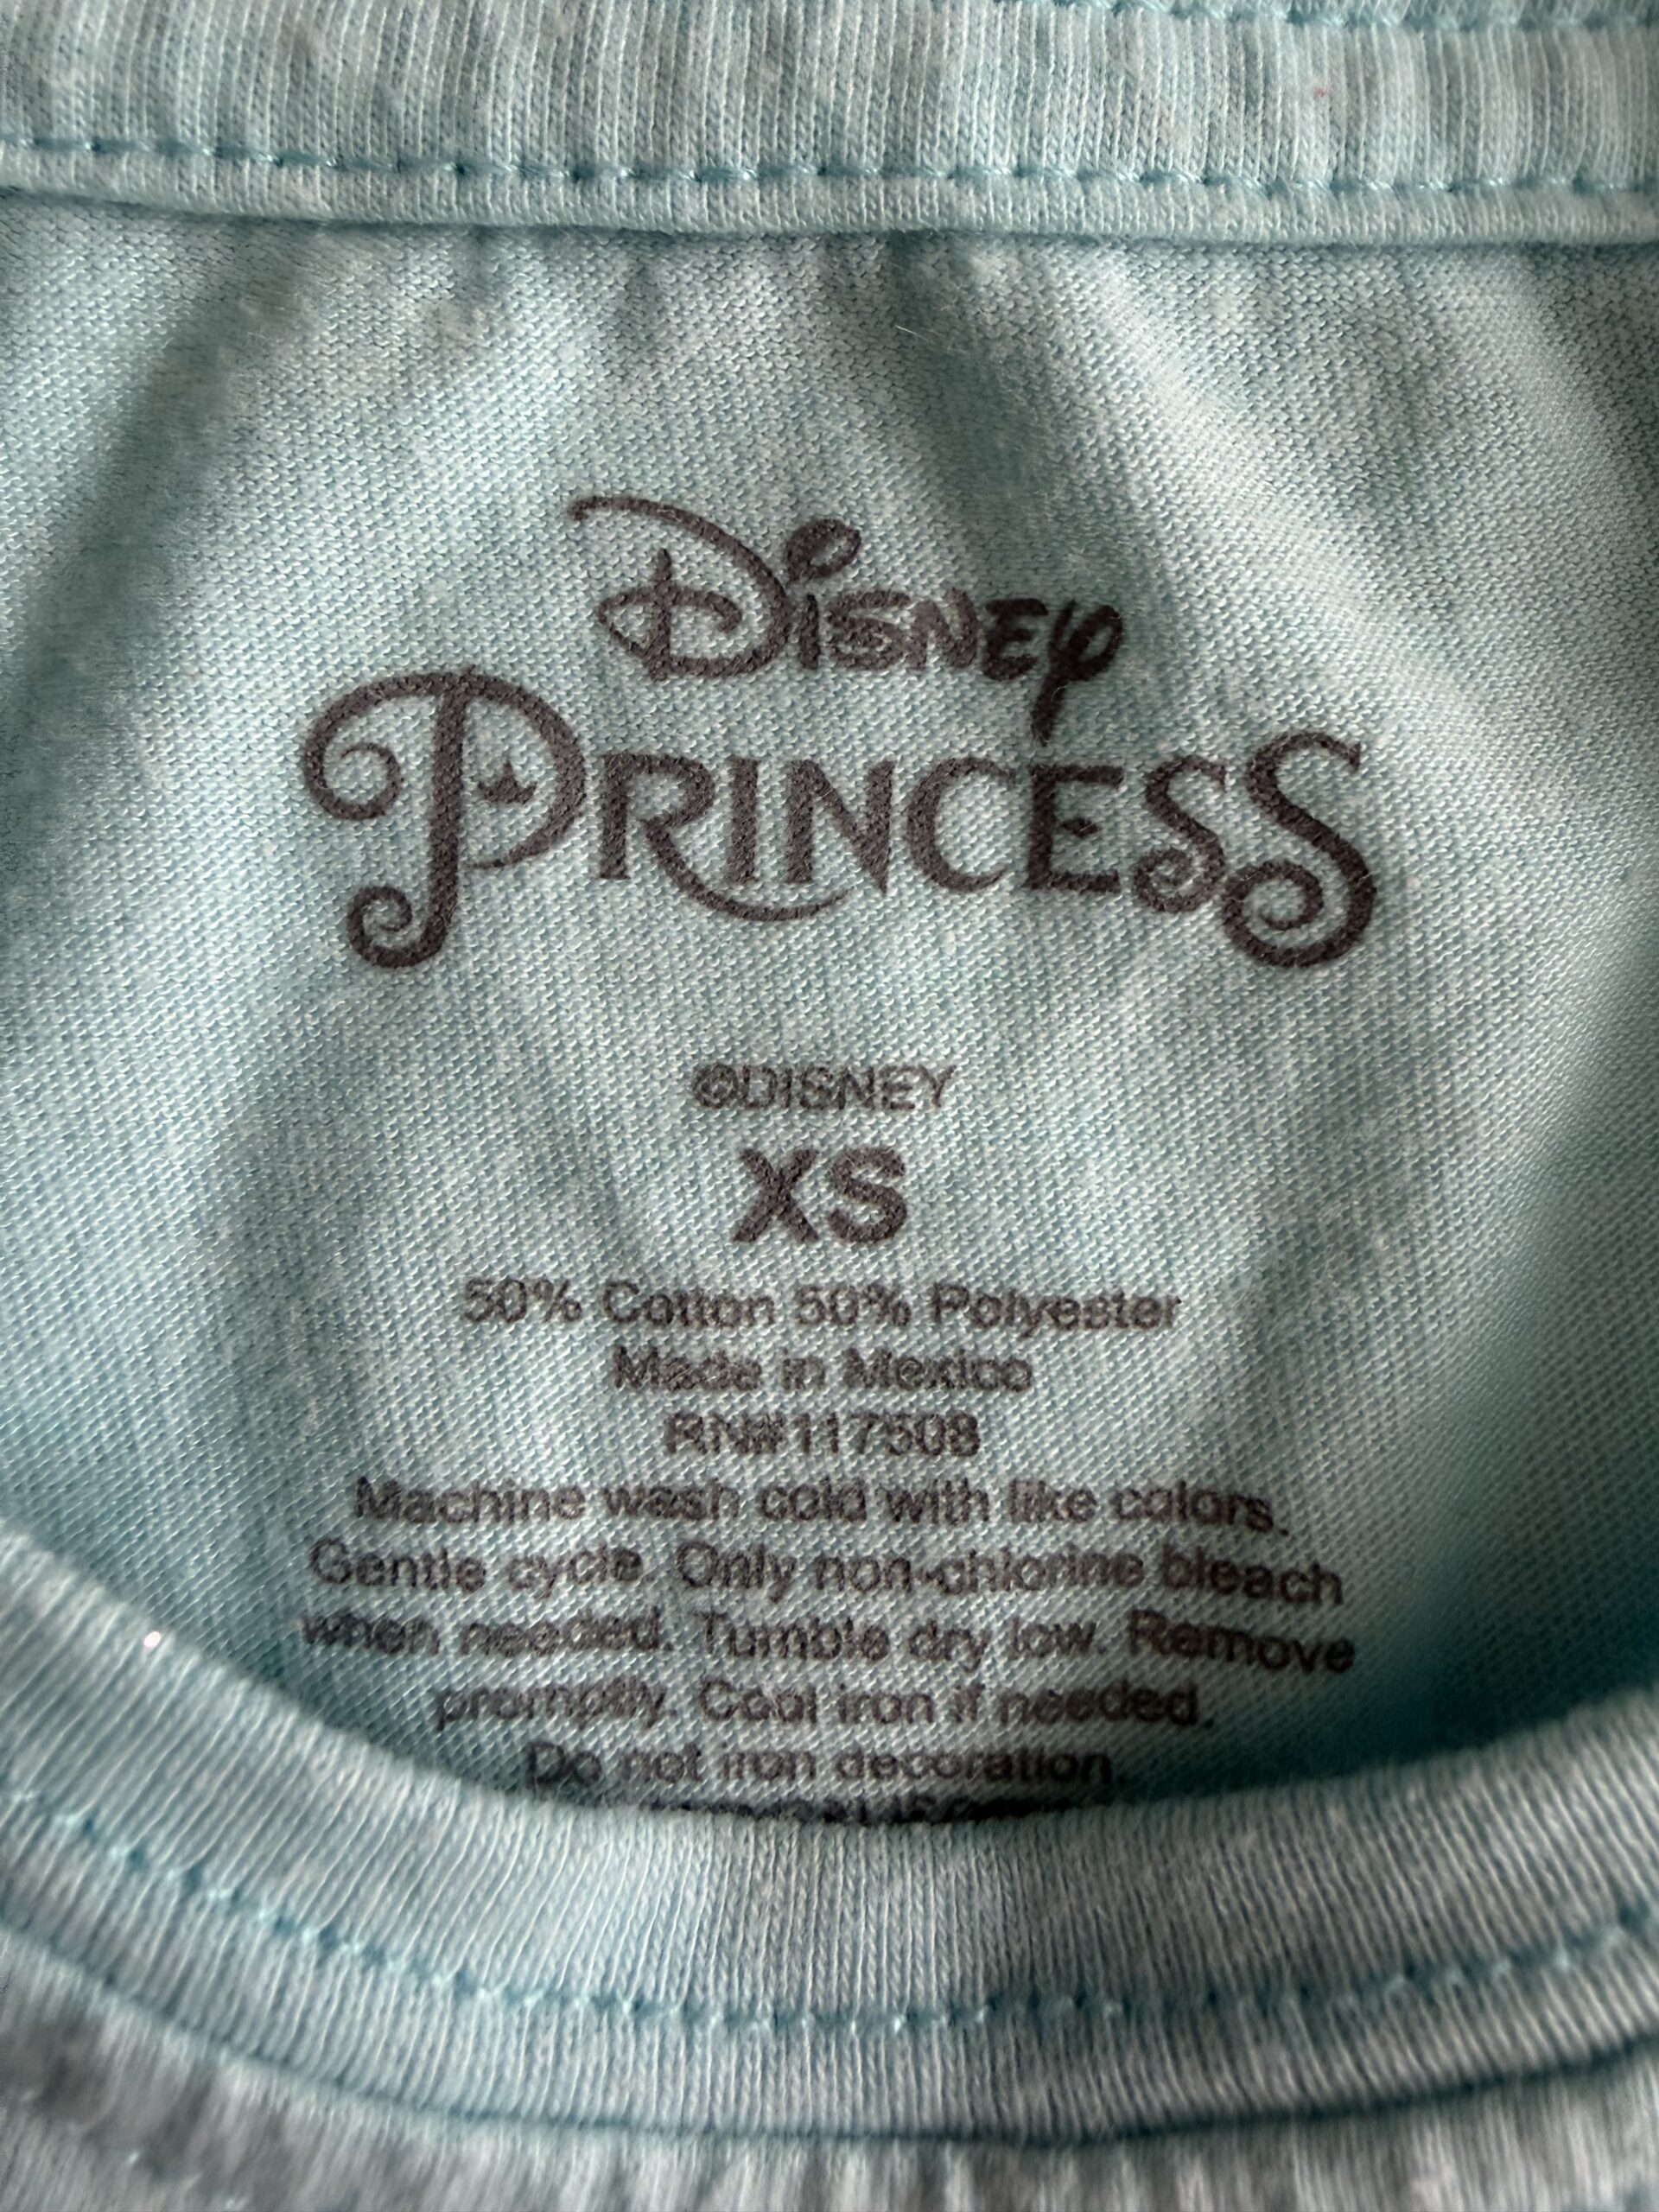 Disney
PRINCESS
©DISNEY
XS
50% Cotton 50% Polyester
Made in Mexico
RN#117508
Machine wash cold with like colors.
Gentle cycle. Only non-chlorine bleach
when needed. Tumble dry low. Remove
promptly. Cool iron if needed.
Do not iron decoration.